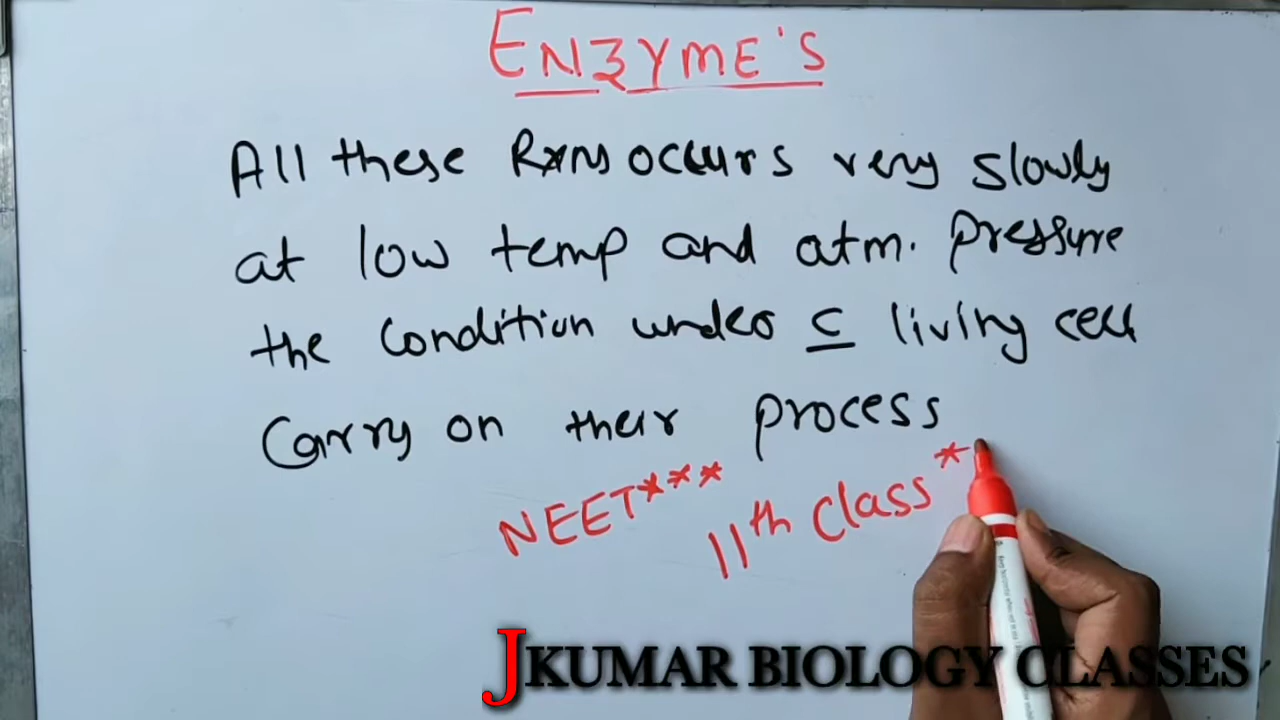 ENZYME'S
All these Rxns occurs very slowly
at low temp and atm. pressure
the condition under c living cell
carry on their process
NEET***
11th Class *
JKUMAR BIOLOGY CLASSES